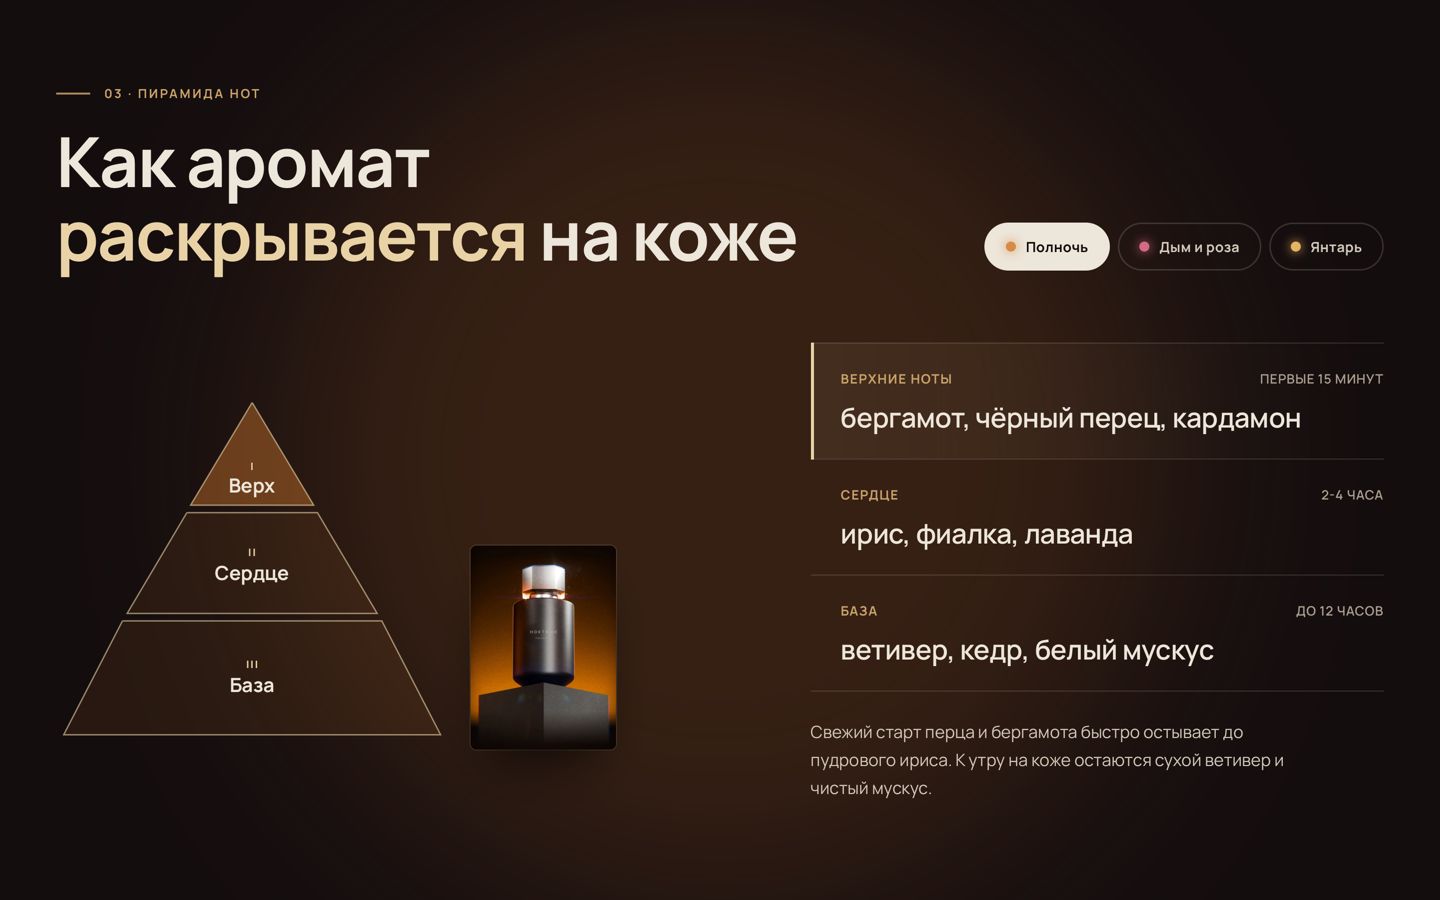 03 · ПИРАМИДА НОТ
Как аромат
раскрывается на коже
Полночь
Дым и роза
Янтарь
I
Верх
II
Сердце
III
База
ВЕРХНИЕ НОТЫ
ПЕРВЫЕ 15 МИНУТ
бергамот, чёрный перец, кардамон
СЕРДЦЕ
2-4 ЧАСА
ирис, фиалка, лаванда
БАЗА
ДО 12 ЧАСОВ
ветивер, кедр, белый мускус
Свежий старт перца и бергамота быстро остывает до
пудрового ириса. К утру на коже остаются сухой ветивер и
чистый мускус.